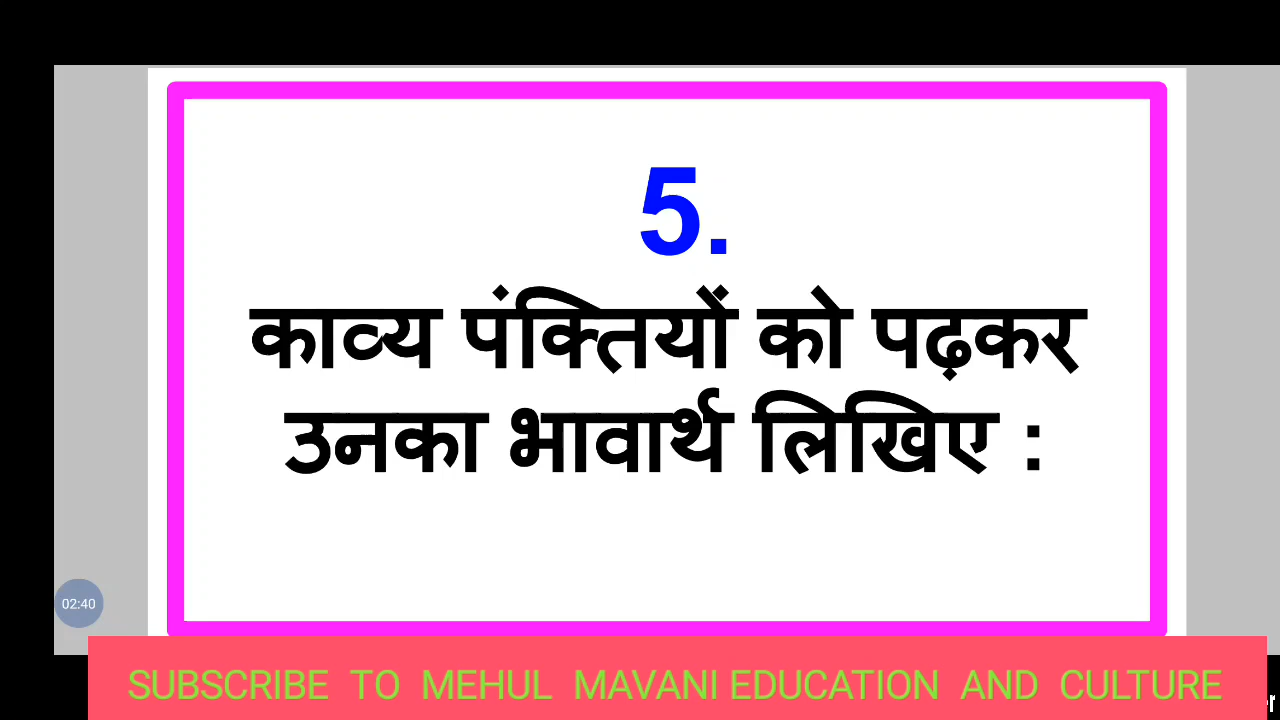 5.
काव्य पंक्तियों को पढ़कर
उनका भावार्थ लिखिए :
02:40
SUBSCRIBE TO MEHUL MAVANI EDUCATION AND CULTURE